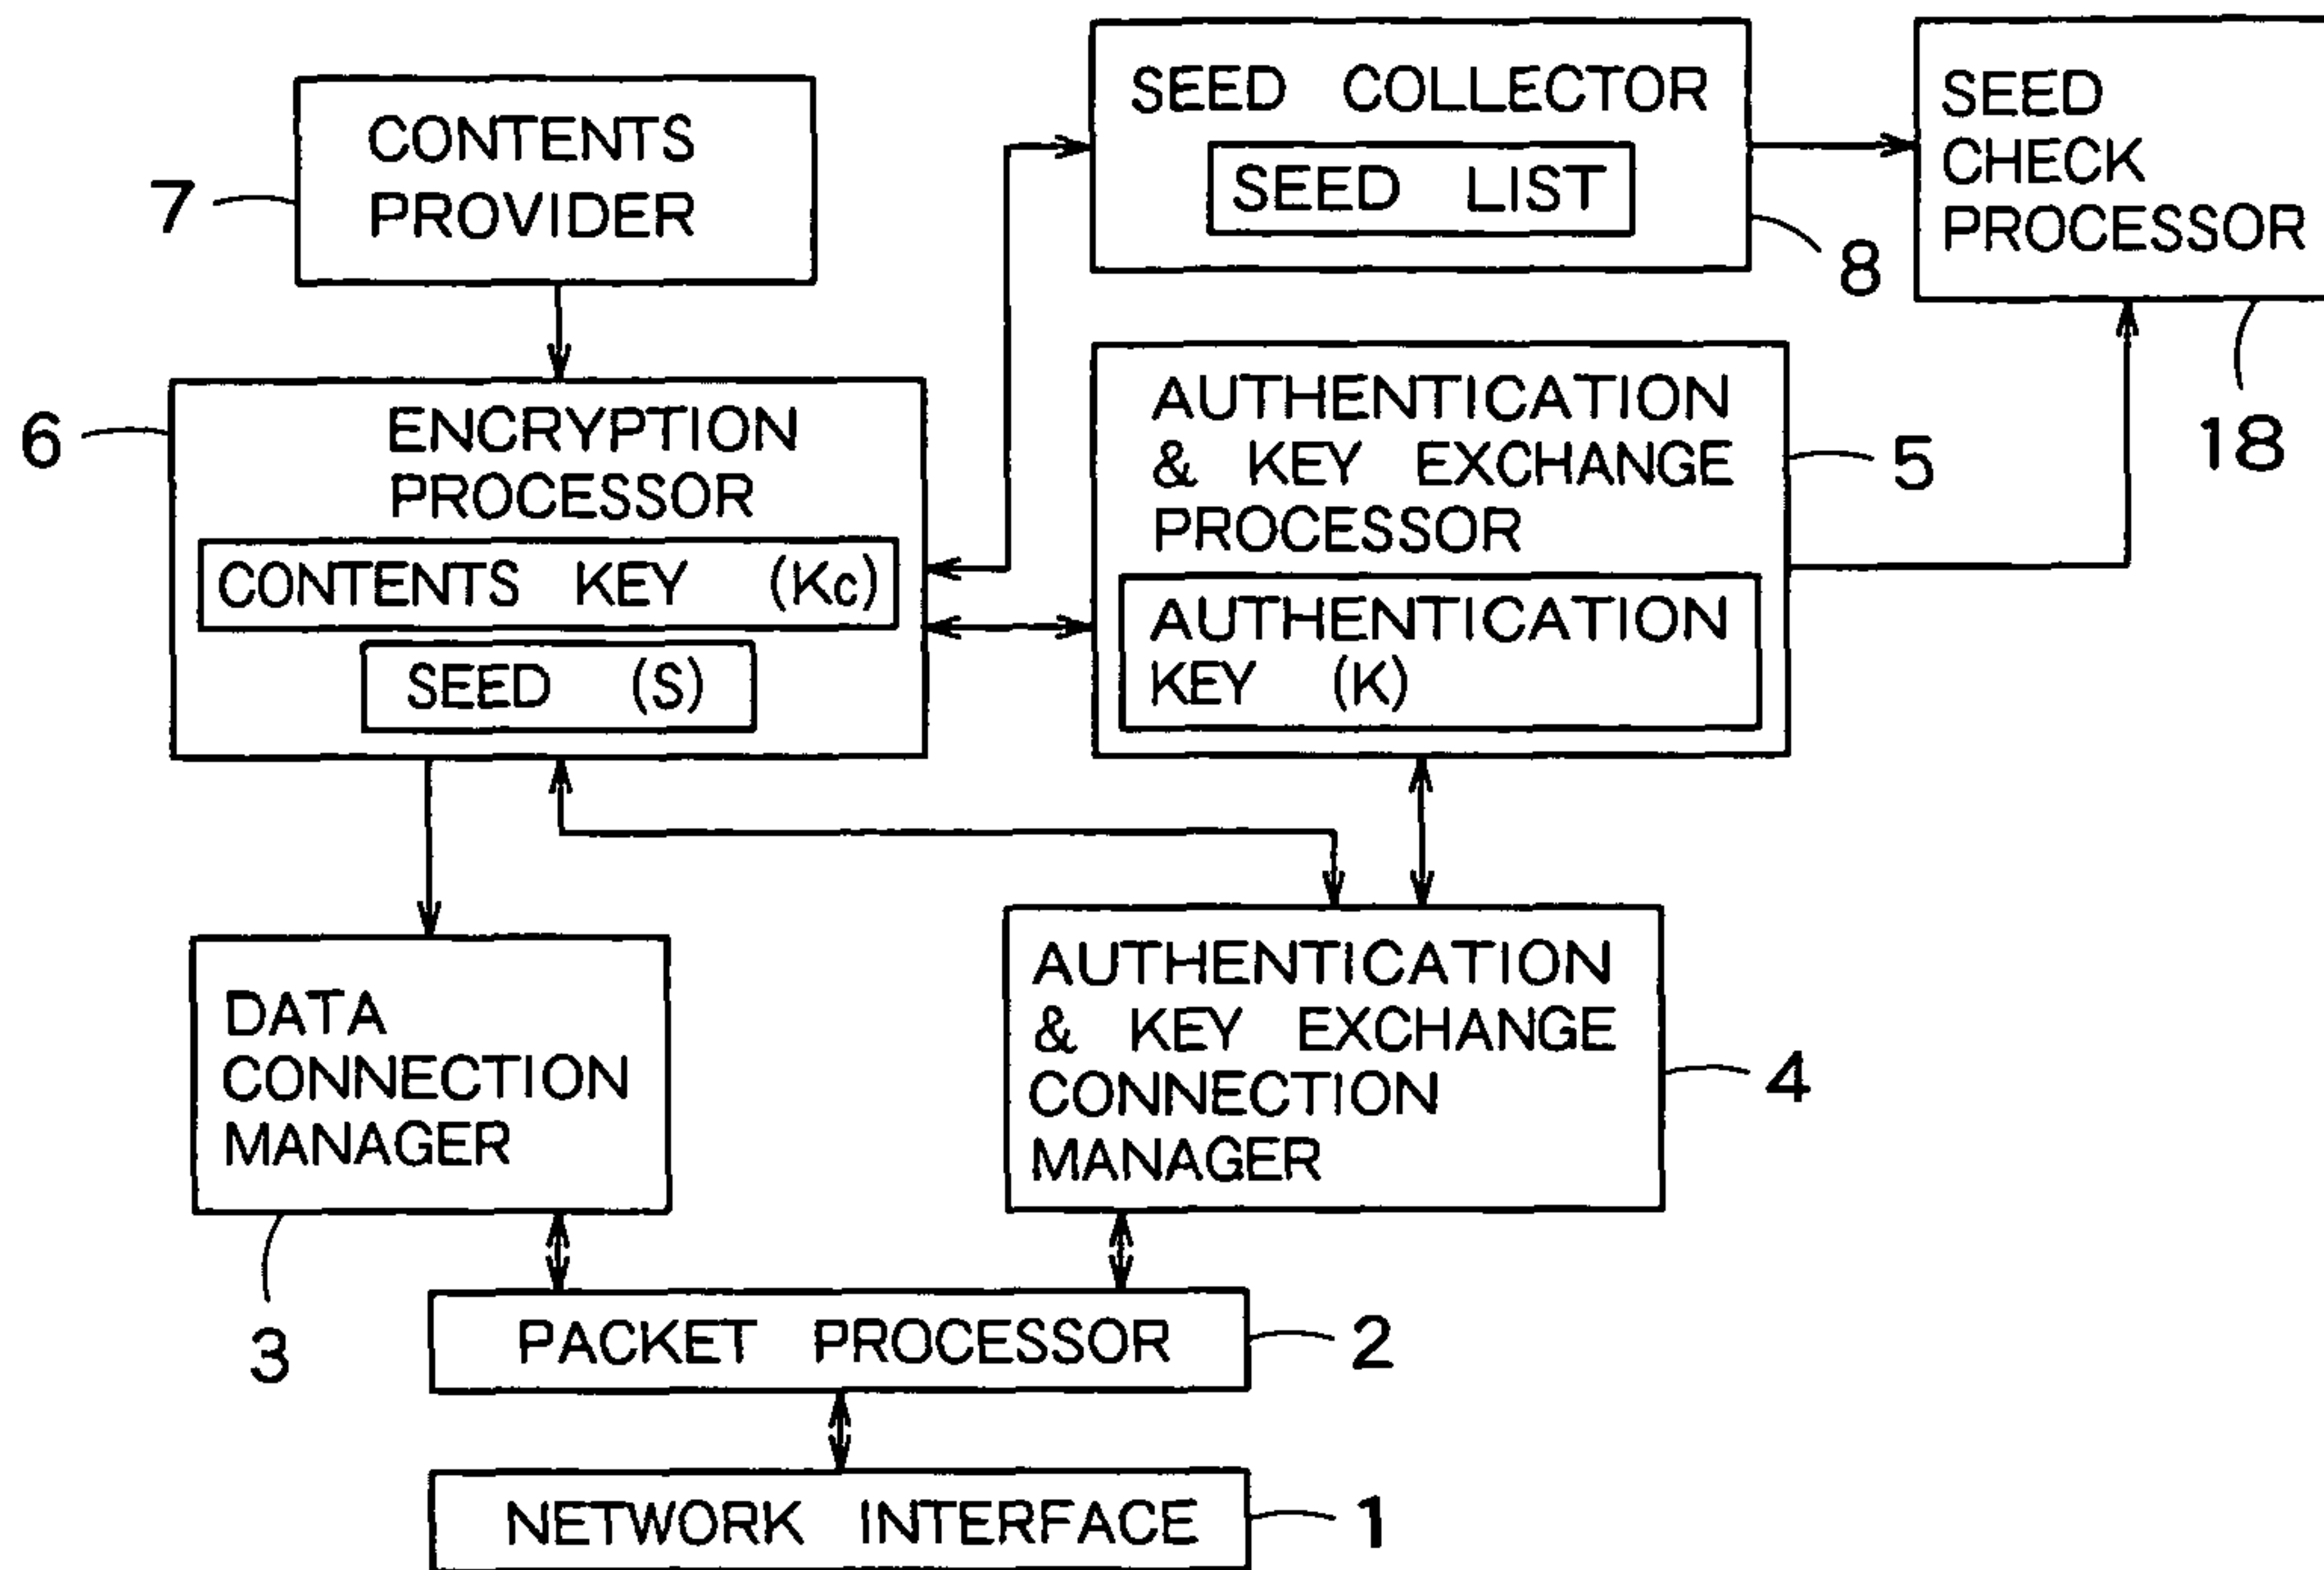 CONTENTS
PROVIDER
7
SEED COLLECTOR
SEED LIST
8
SEED
CHECK
PROCESSOR
18
6
ENCRYPTION
PROCESSOR
CONTENTS KEY (Kc)
SEED (S)
AUTHENTICATION
& KEY EXCHANGE
PROCESSOR
5
AUTHENTICATION
KEY (K)
DATA
CONNECTION
MANAGER
3
AUTHENTICATION
& KEY EXCHANGE
CONNECTION
MANAGER
4
PACKET PROCESSOR
2
NETWORK INTERFACE
1